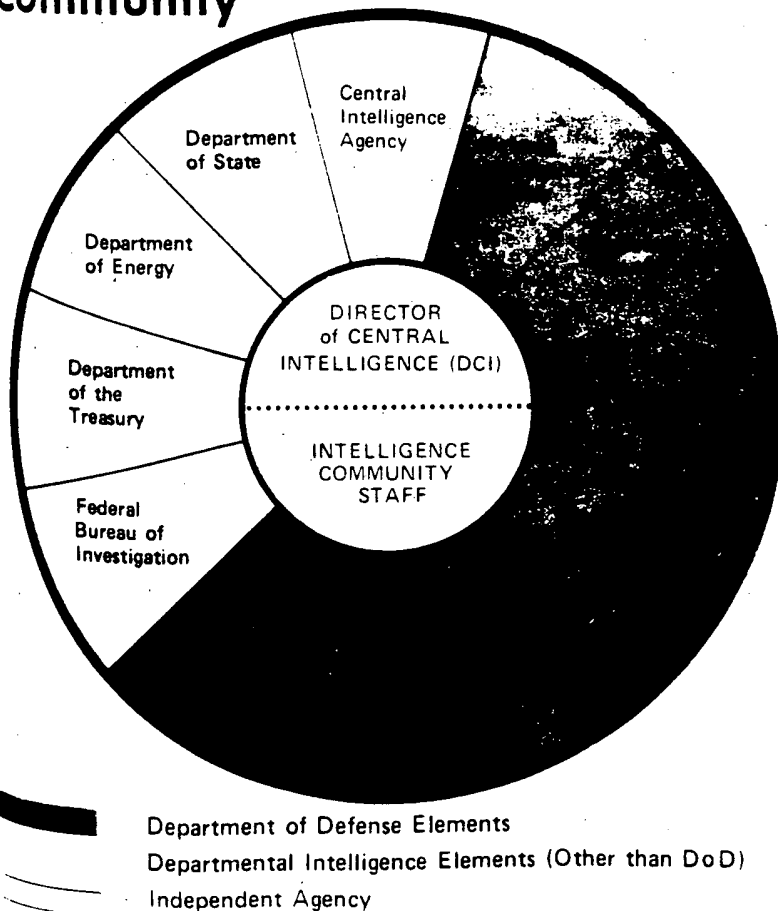 community
Central
Intelligence
Agency
Department
of State
Department
of Energy
Department
of the
Treasury
Federal
Bureau of
Investigation
DIRECTOR
of CENTRAL
INTELLIGENCE (DCI)
INTELLIGENCE
COMMUNITY
STAFF
Department of Defense Elements
Departmental Intelligence Elements (Other than DoD)
Independent Agency